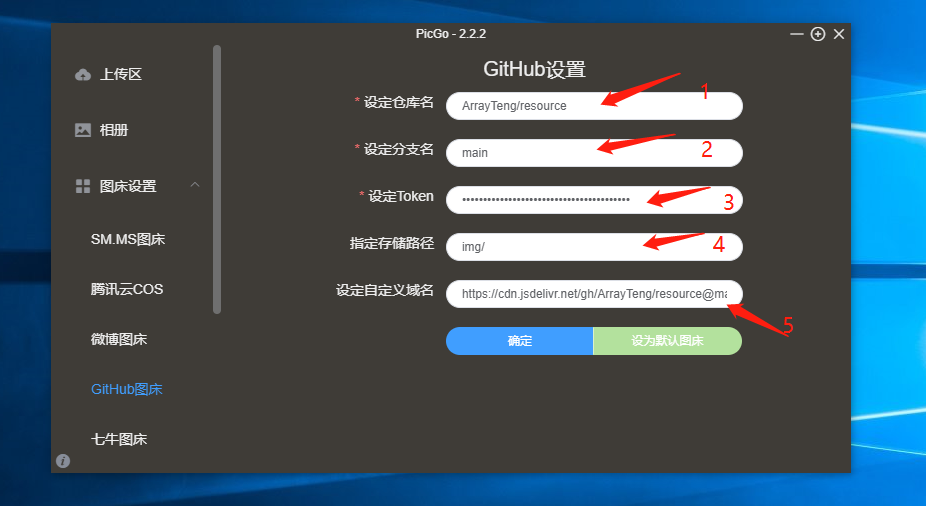 PicGo - 2.2.2
上传区
相册
图床设置
SM.MS图床
腾讯云COS
微博图床
GitHub图床
七牛图床
GitHub设置
* 设定仓库名 ArrayTeng/resource 1
* 设定分支名 main 2
* 设定Token •••••••••••••••••••••••••••••••••••••••• 3
指定存储路径 img/ 4
设定自定义域名 https://cdn.jsdelivr.net/gh/ArrayTeng/resource@ma 5
确定 设为默认图床